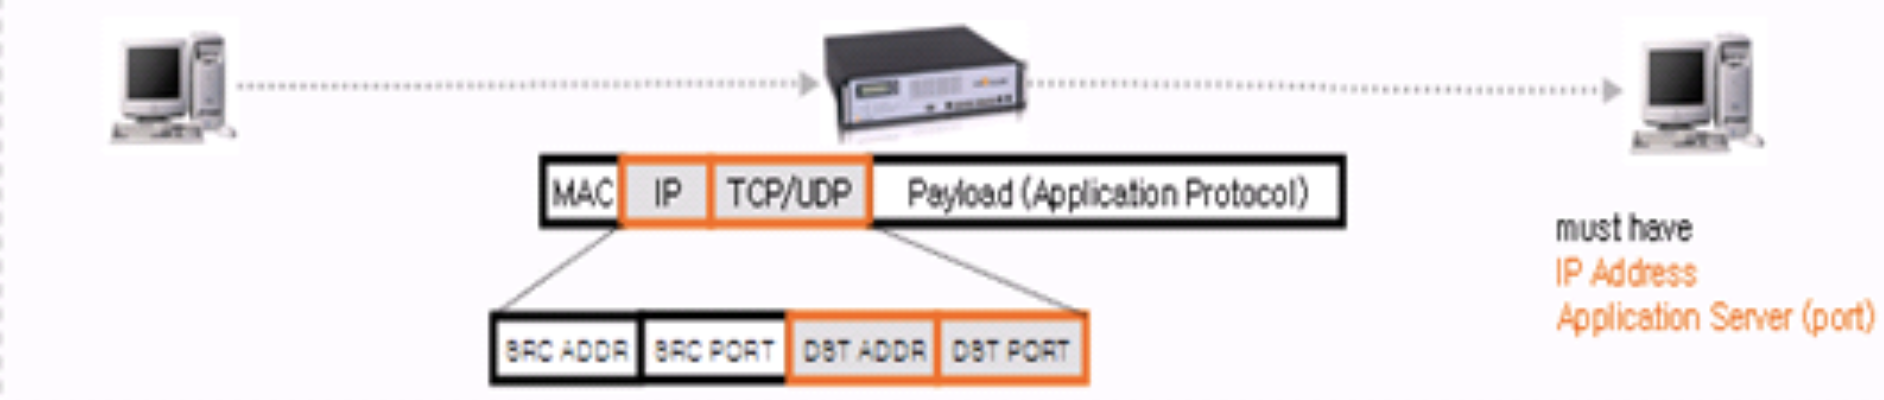 MAC IP TCP/UDP Payload (Application Protocol)
must have
IP Address
Application Server (port)
SRC ADDR SRC PORT DST ADDR DST PORT